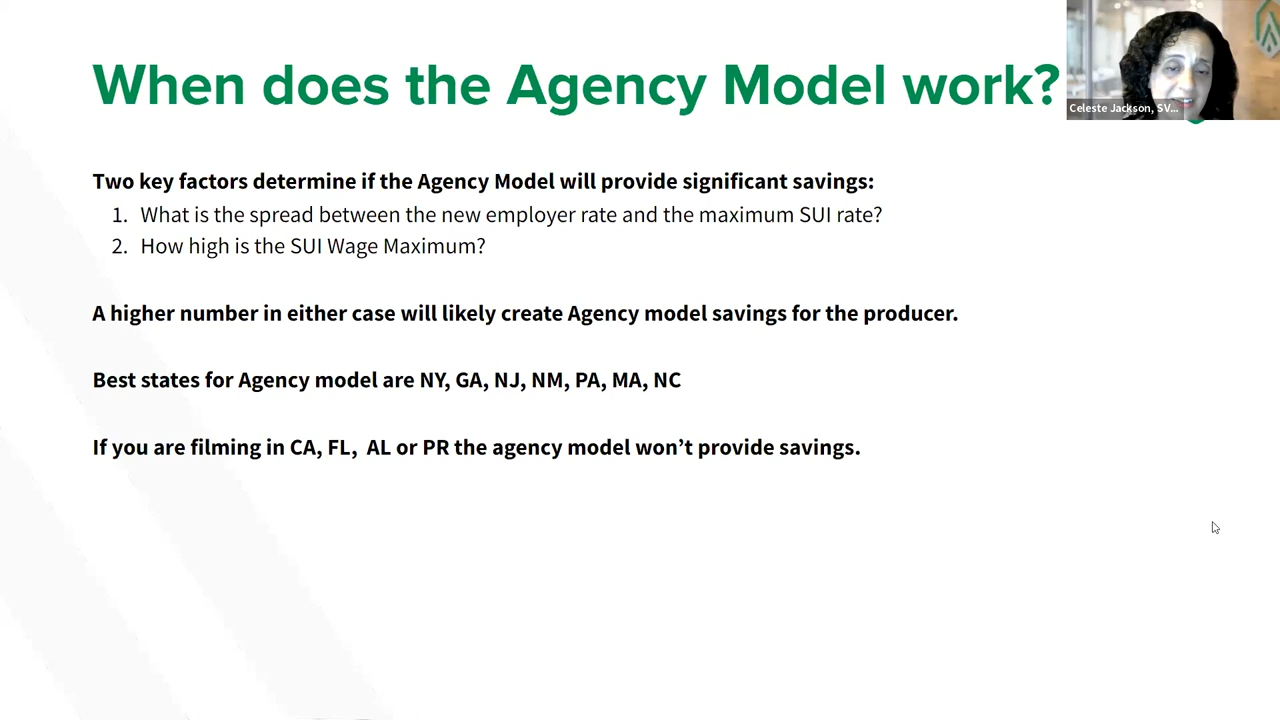 When does the Agency Model work?
Celeste Jackson, SV...
Two key factors determine if the Agency Model will provide significant savings:
1. What is the spread between the new employer rate and the maximum SUI rate?
2. How high is the SUI Wage Maximum?
A higher number in either case will likely create Agency model savings for the producer.
Best states for Agency model are NY, GA, NJ, NM, PA, MA, NC
If you are filming in CA, FL,  AL or PR the agency model won’t provide savings.